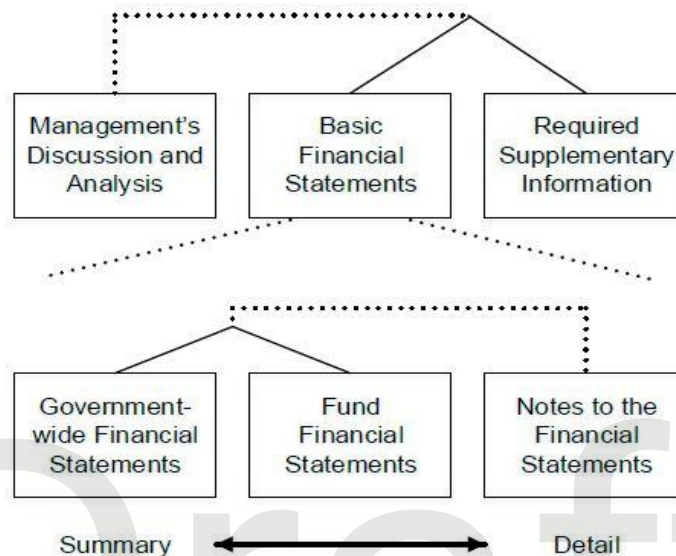 Management's
Discussion and
Analysis
Basic
Financial
Statements
Required
Supplementary
Information
Government-
wide Financial
Statements
Fund
Financial
Statements
Notes to the
Financial
Statements
Summary
Detail